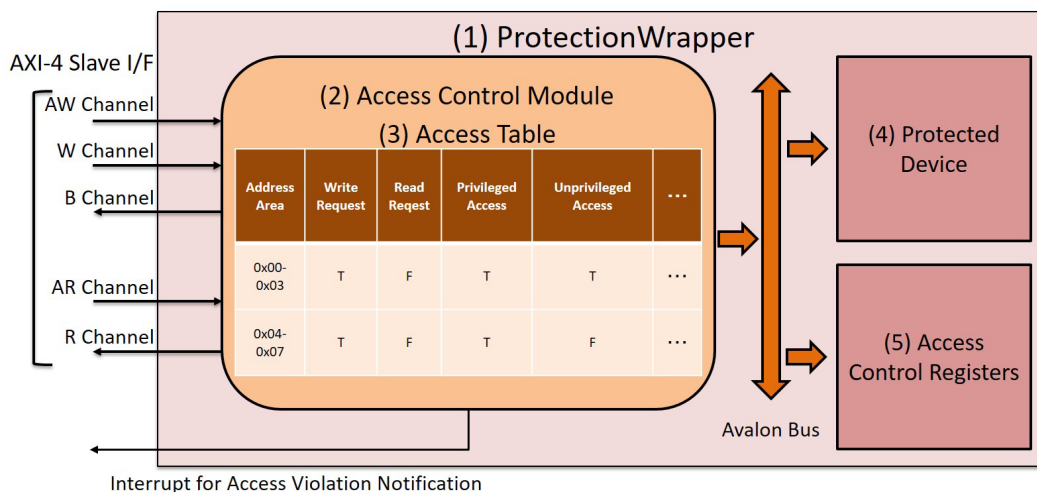 (1) ProtectionWrapper
AXI-4 Slave I/F
AW Channel
W Channel
B Channel
AR Channel
R Channel
(2) Access Control Module
(3) Access Table
Address
Area
Write
Request
Read
Reqest
Privileged
Access
Unprivileged
Access
...
0x00-
0x03
T
F
T
T
...
0x04-
0x07
T
F
T
F
...
(4) Protected
Device
(5) Access
Control Registers
Avalon Bus
Interrupt for Access Violation Notification